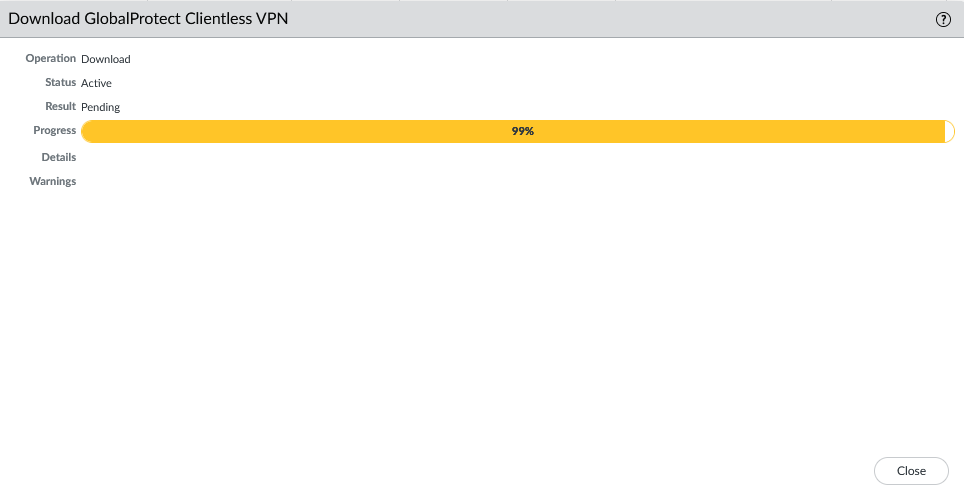 Download GlobalProtect Clientless VPN
Operation Download
Status Active
Result Pending
Progress 99%
Details
Warnings
Close